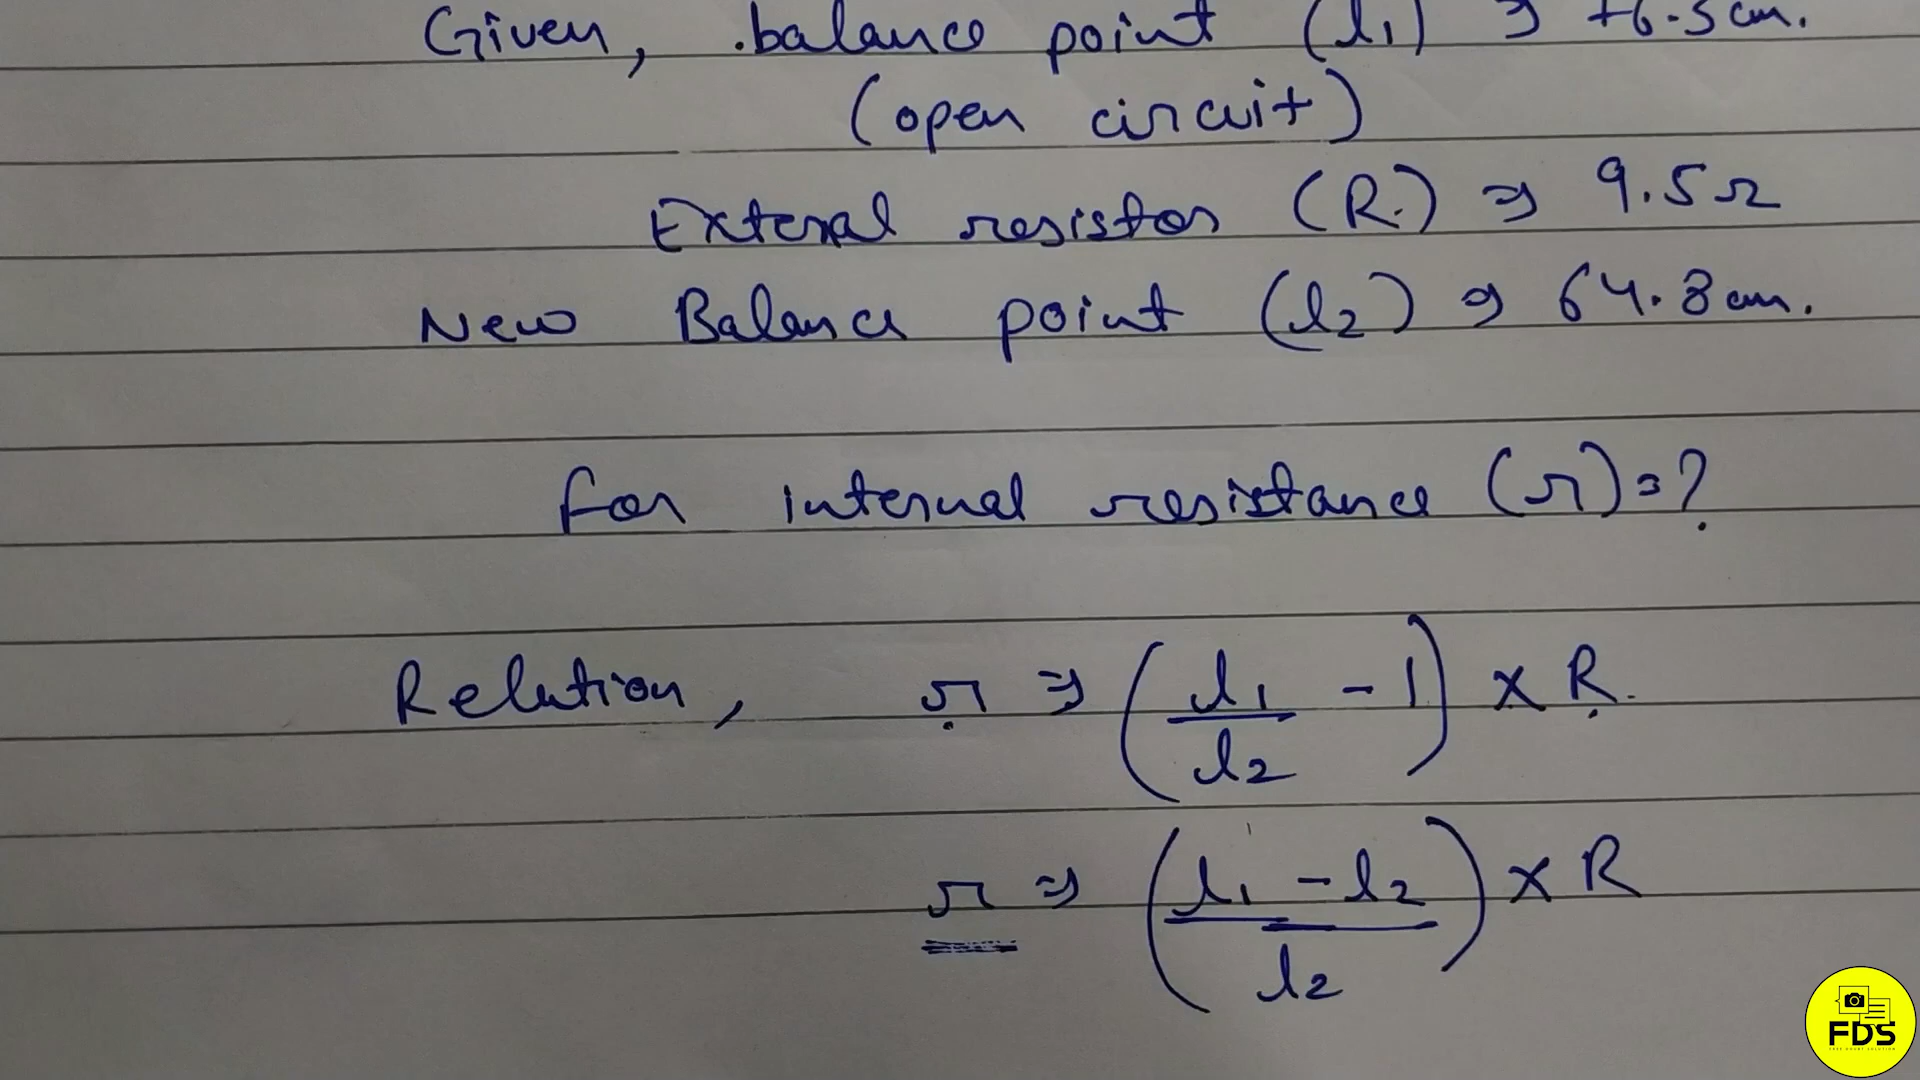 Given, balance point (l₁) ⇒ 76.3 cm.
(open circuit)
External resistor (R) ⇒ 9.5 Ω
New Balance point (l₂) ⇒ 64.8 cm.
for internal resistance (r) = ?
Relation, r ⇒ (l₁/l₂ - 1) × R.
r ⇒ (l₁ - l₂ / l₂) × R
FDS